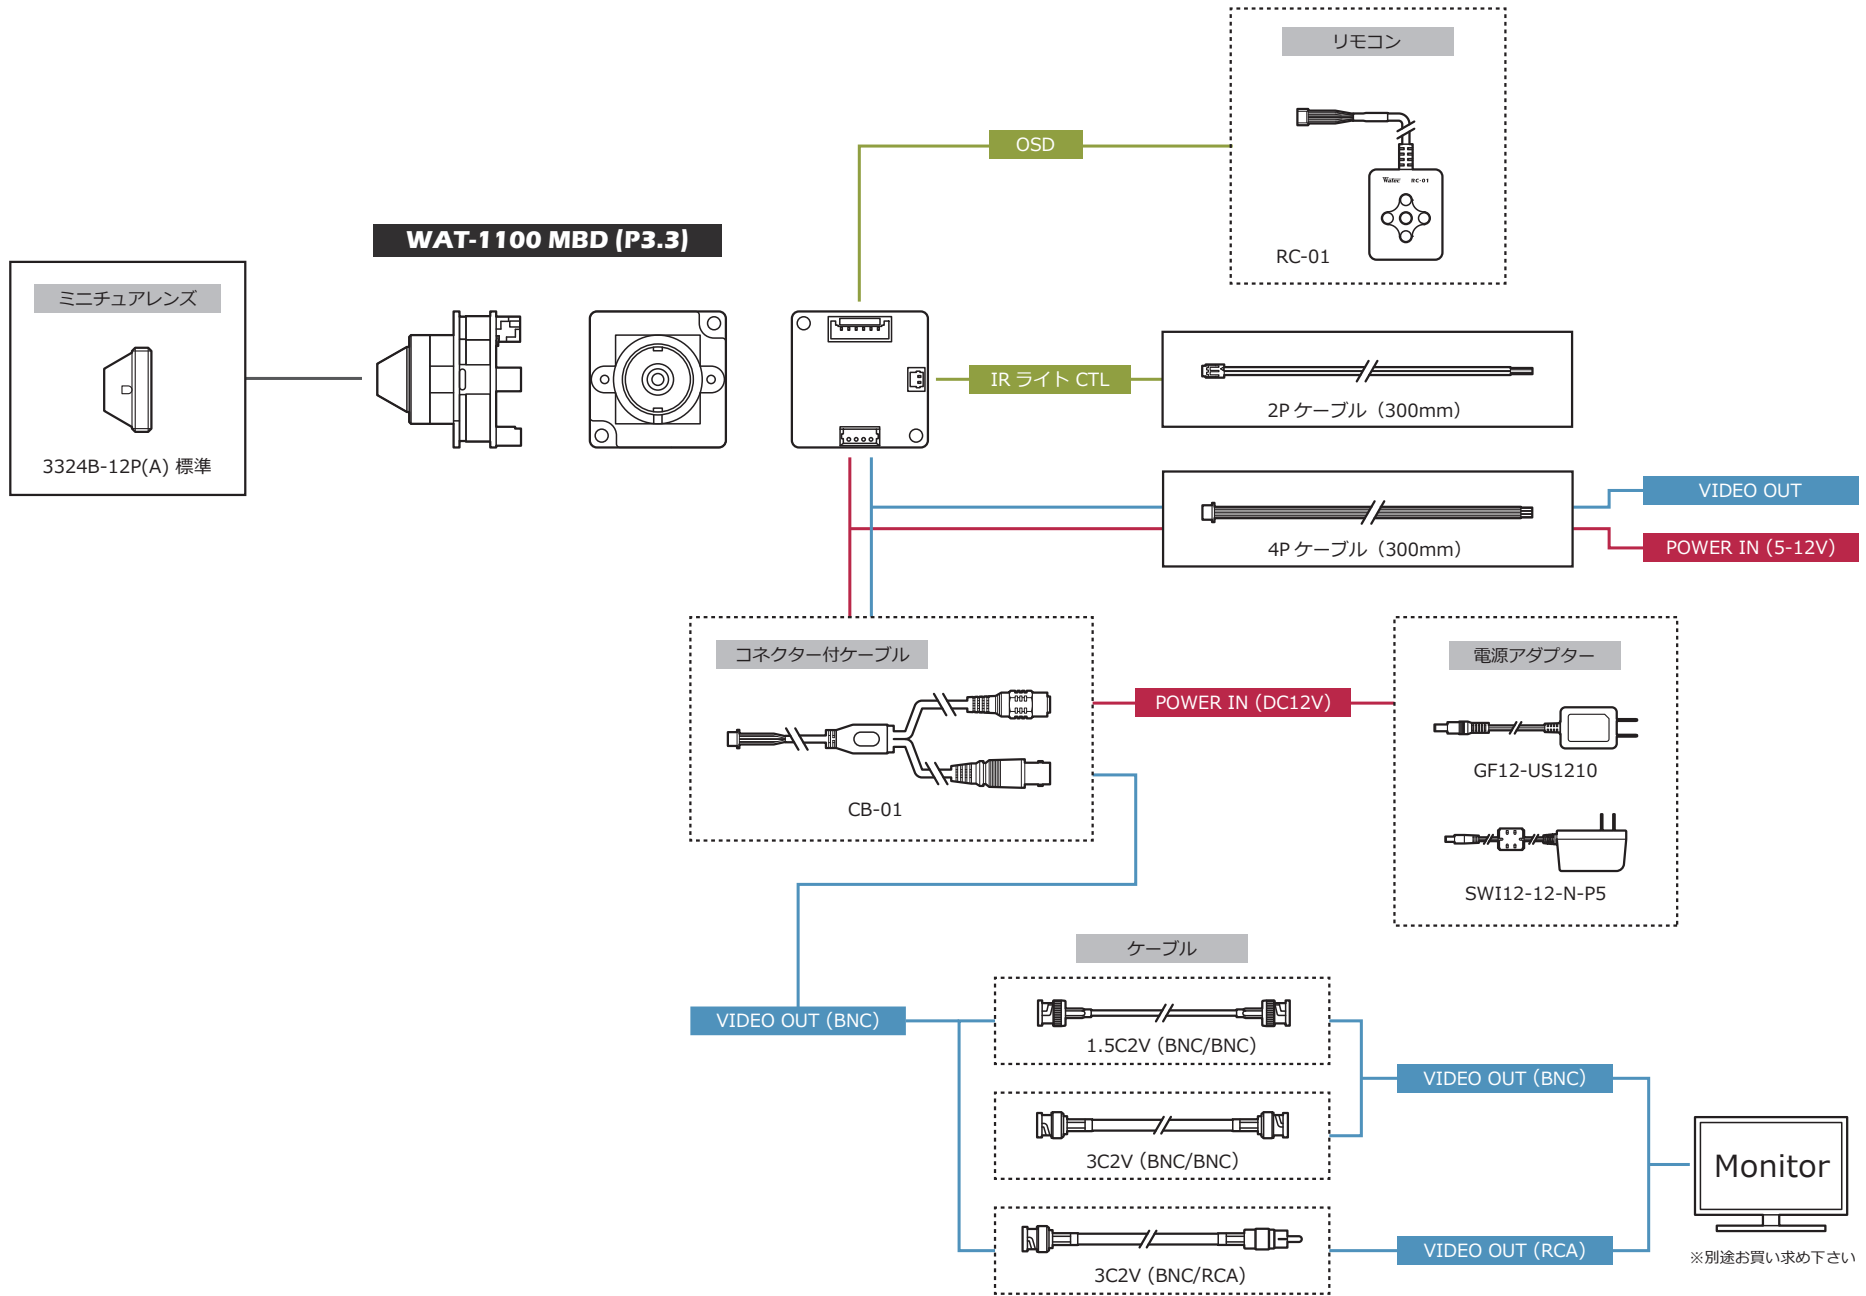 リモコン
OSD
Watec RC-01
RC-01
WAT-1100 MBD (P3.3)
ミニチュアレンズ
3324B-12P(A) 標準
IR ライト CTL
2P ケーブル（300mm）
VIDEO OUT
4P ケーブル（300mm）
POWER IN (5-12V)
コネクター付ケーブル
CB-01
POWER IN (DC12V)
電源アダプター
GF12-US1210
SWI12-12-N-P5
ケーブル
VIDEO OUT (BNC)
1.5C2V (BNC/BNC)
VIDEO OUT (BNC)
3C2V (BNC/BNC)
3C2V (BNC/RCA)
VIDEO OUT (RCA)
Monitor
※別途お買い求め下さい